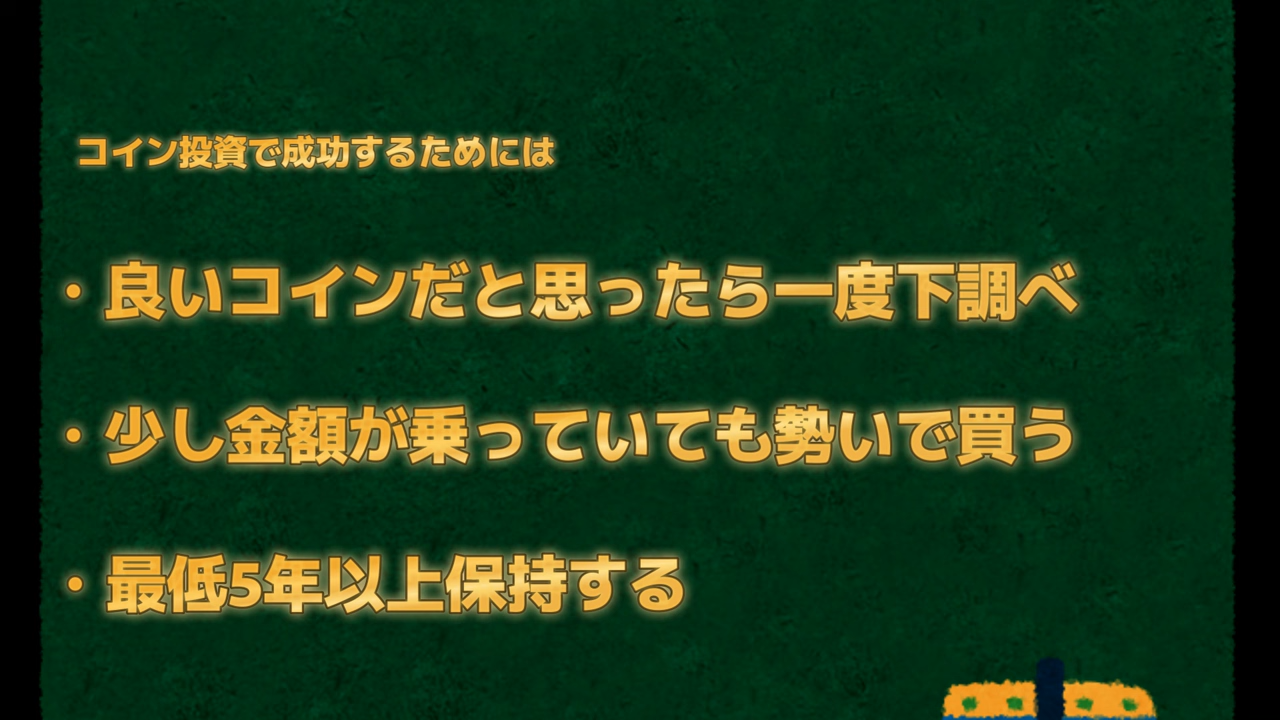 コイン投資で成功するためには
・良いコインだと思ったら一度下調べ
・少し金額が乗っていても勢いで買う
・最低5年以上保持する